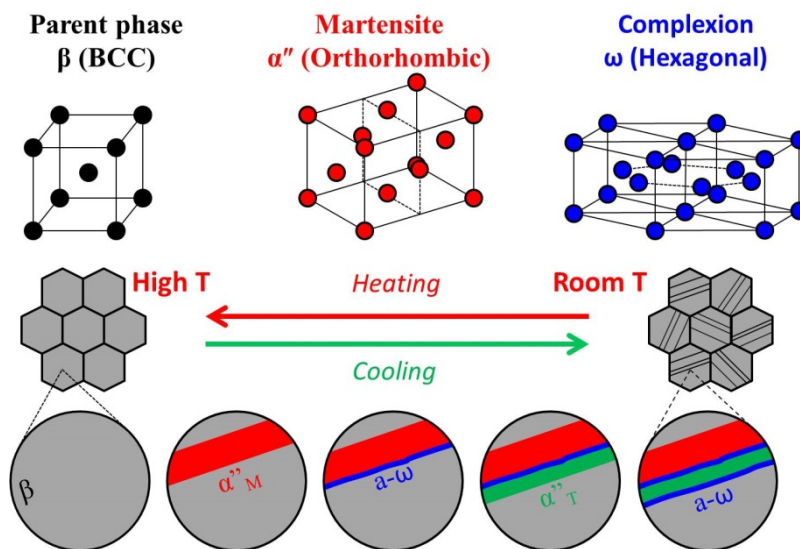 Parent phase
β (BCC)
Martensite
α″ (Orthorhombic)
Complexion
ω (Hexagonal)
High T
Heating
Room T
Cooling
β
α”M
a-ω
α”T
a-ω